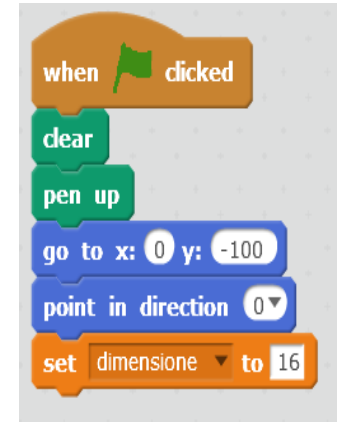 when clicked
clear
pen up
go to x: 0 y: -100
point in direction 0
set dimensione to 16